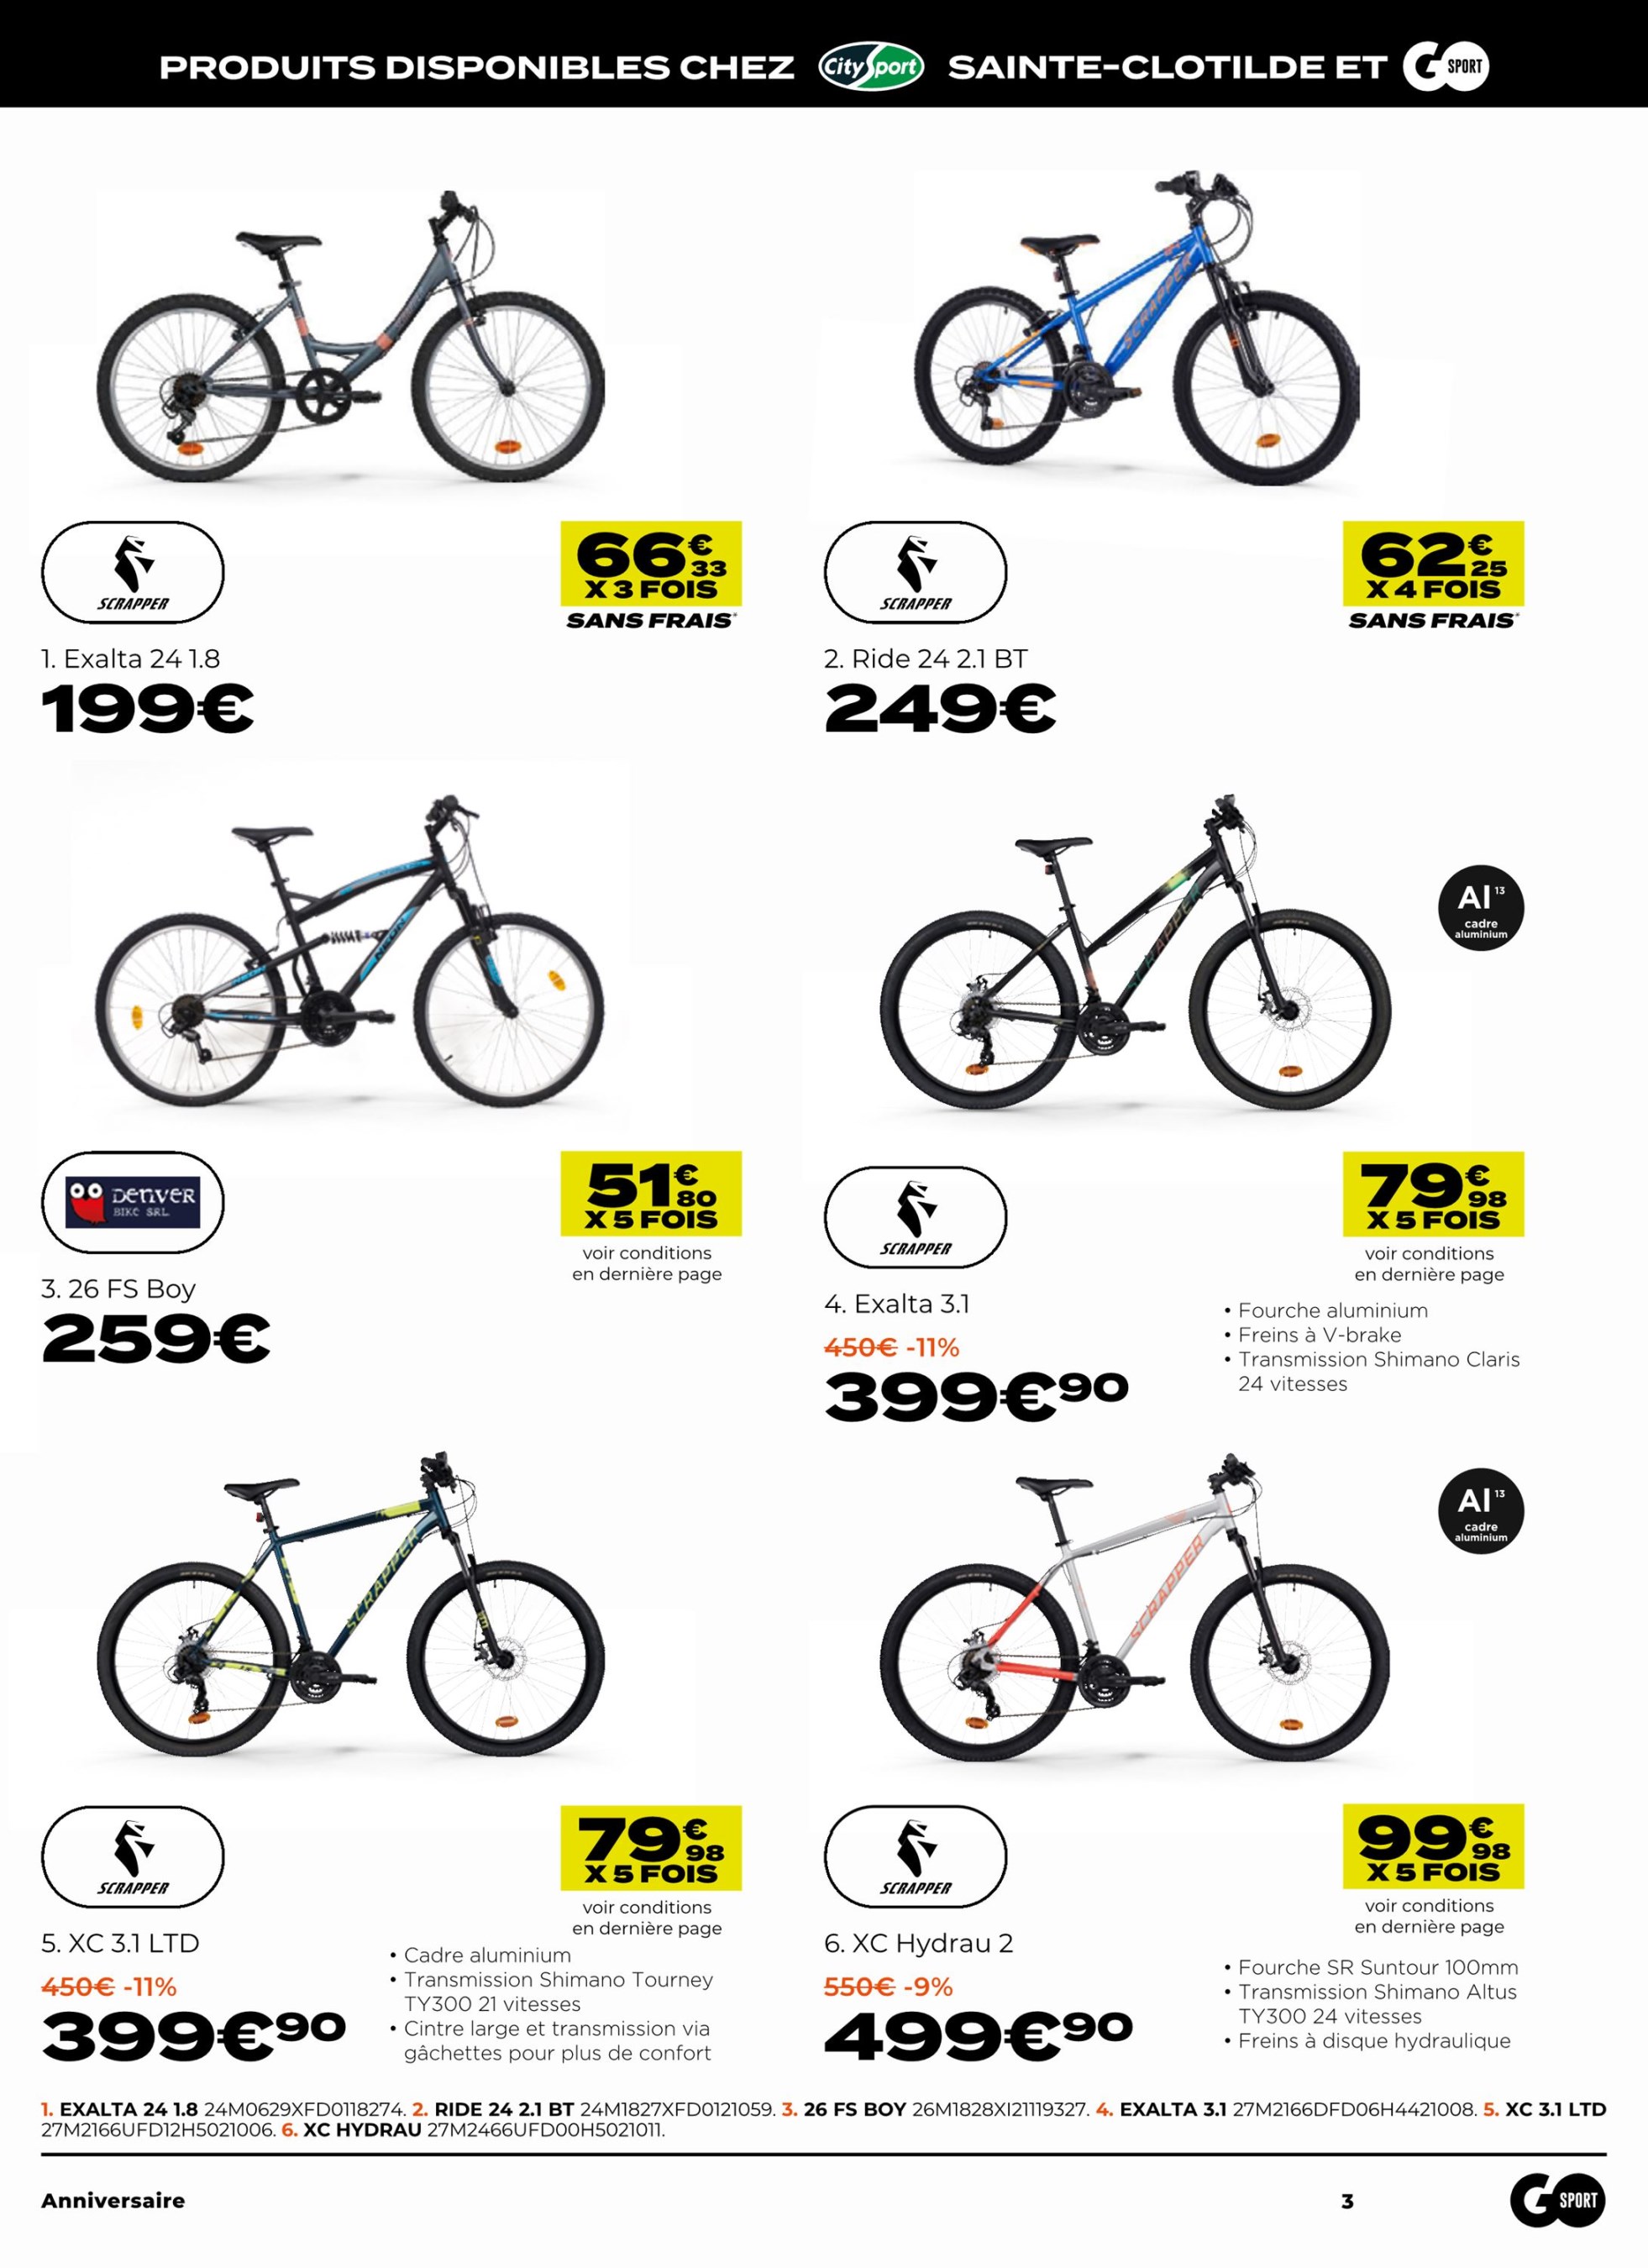 PRODUITS DISPONIBLES CHEZ City Sport SAINTE-CLOTILDE ET GO SPORT
SCRAPPER
66€33
X 3 FOIS
SANS FRAIS*
1. Exalta 24 1.8
199€
SCRAPPER
SCRAPPER
62€25
X 4 FOIS
SANS FRAIS*
2. Ride 24 2.1 BT
249€
NEON
DENVER
BIKE SRL
51€80
X 5 FOIS
voir conditions
en dernière page
3. 26 FS Boy
259€
SCRAPPER
Al 13
cadre
aluminium
SCRAPPER
79€98
X 5 FOIS
voir conditions
en dernière page
4. Exalta 3.1
450€ -11%
399€90
• Fourche aluminium
• Freins à V-brake
• Transmission Shimano Claris
24 vitesses
SCRAPPER
SCRAPPER
79€98
X 5 FOIS
voir conditions
en dernière page
5. XC 3.1 LTD
450€ -11%
399€90
• Cadre aluminium
• Transmission Shimano Tourney
TY300 21 vitesses
• Cintre large et transmission via
gâchettes pour plus de confort
SCRAPPER
Al 13
cadre
aluminium
SCRAPPER
99€98
X 5 FOIS
voir conditions
en dernière page
6. XC Hydrau 2
550€ -9%
499€90
• Fourche SR Suntour 100mm
• Transmission Shimano Altus
TY300 24 vitesses
• Freins à disque hydraulique
1. EXALTA 24 1.8 24M0629XFD0118274. 2. RIDE 24 2.1 BT 24M1827XFD0121059. 3. 26 FS BOY 26M1828XI21119327. 4. EXALTA 3.1 27M2166DFD06H4421008. 5. XC 3.1 LTD
27M2166UFD12H5021006. 6. XC HYDRAU 27M2466UFD00H5021011.
Anniversaire
3
GO SPORT